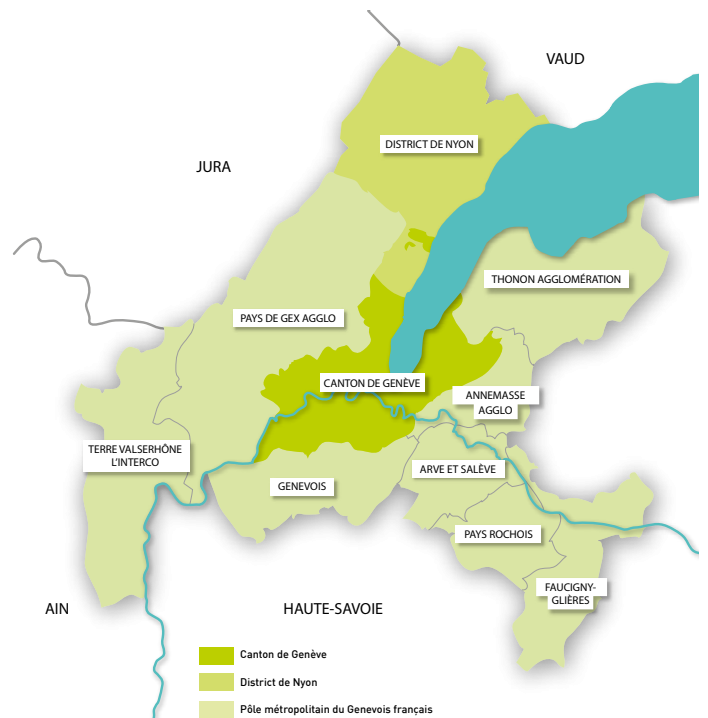 VAUD
DISTRICT DE NYON
JURA
THONON AGGLOMÉRATION
PAYS DE GEX AGGLO
CANTON DE GENÈVE
ANNEMASSE
AGGLO
TERRE VALSERHÔNE
L'INTERCO
ARVE ET SALÈVE
GENEVOIS
PAYS ROCHOIS
FAUCIGNY-
GLIÈRES
AIN
HAUTE-SAVOIE
Canton de Genève
District de Nyon
Pôle métropolitain du Genevois français